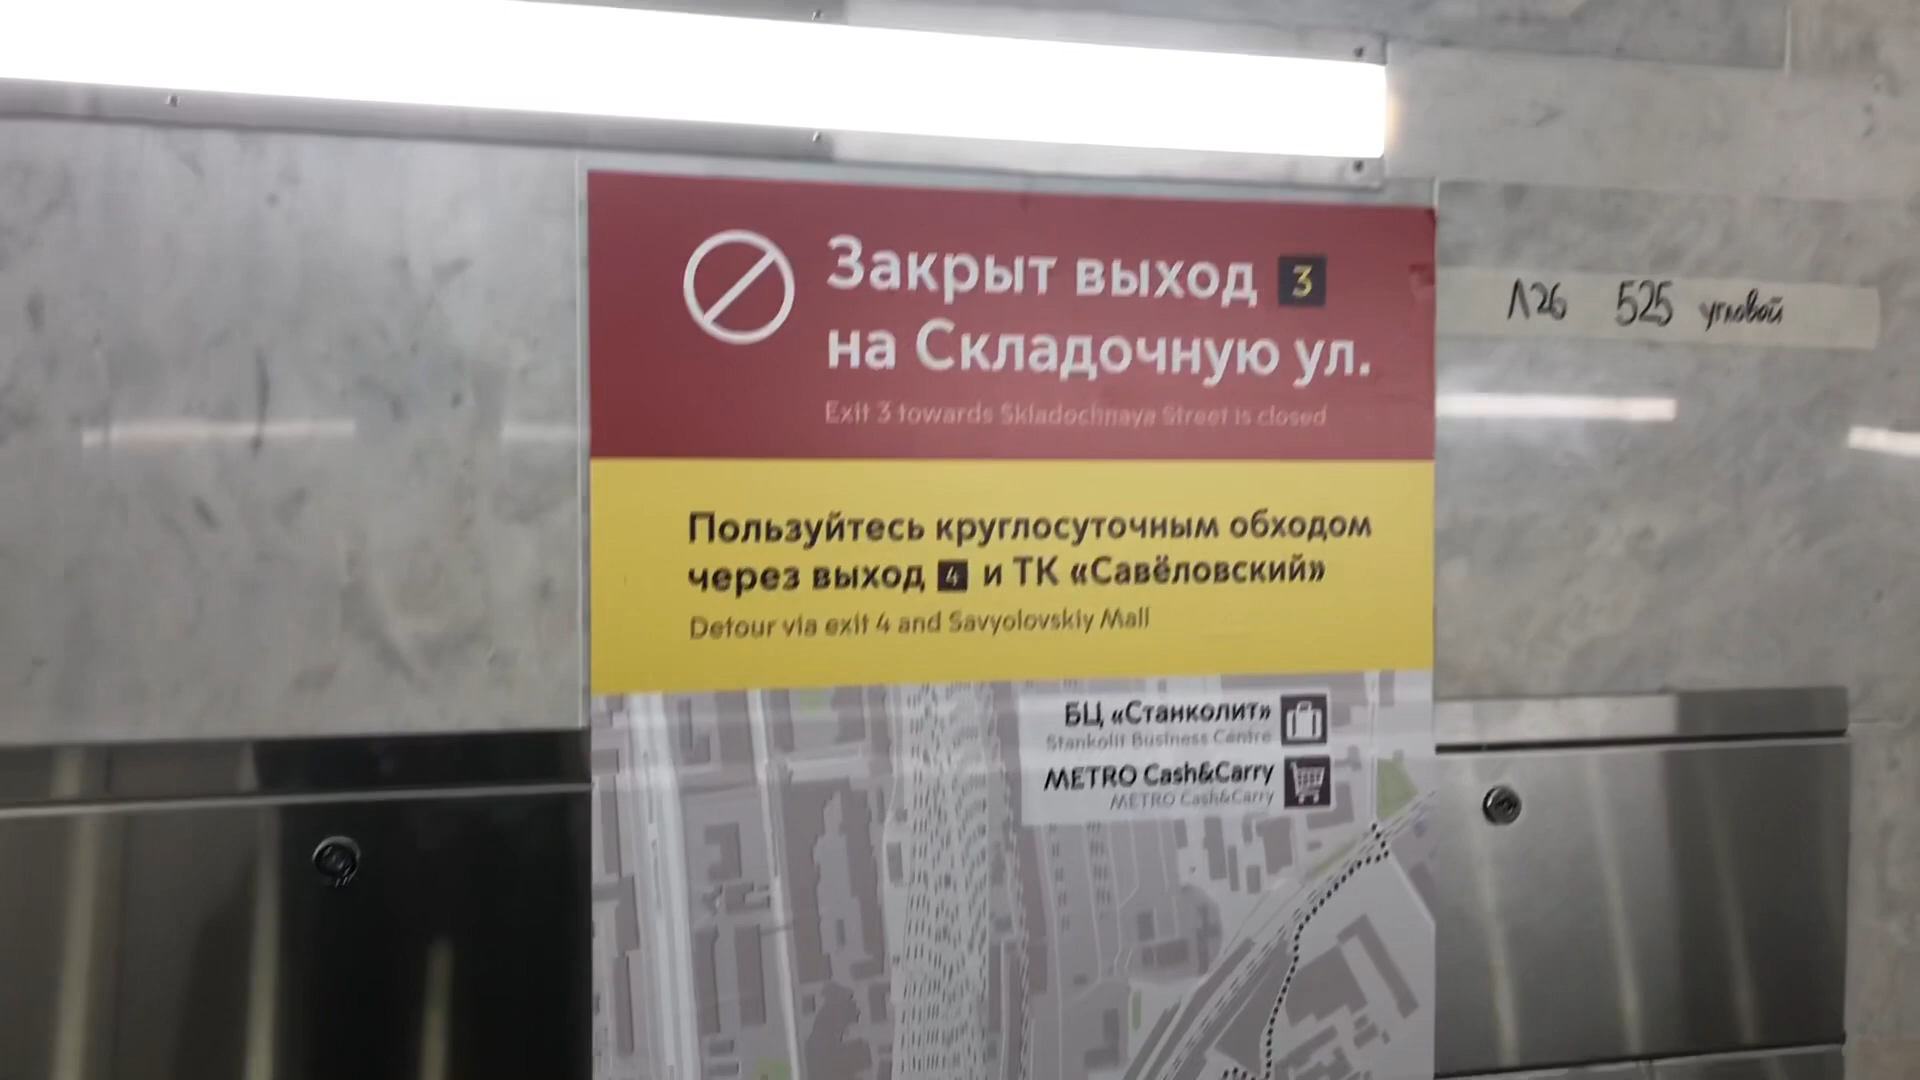 Закрыт выход 3
на Складочную ул.
Exit 3 towards Skladochnaya Street is closed
Л26 525 угловой
Пользуйтесь круглосуточным обходом
через выход 4 и ТК «Савёловский»
Detour via exit 4 and Savyolovskiy Mall
БЦ «Станколит»
Stankolit Business Centre
METRO Cash&Carry
METRO Cash&Carry